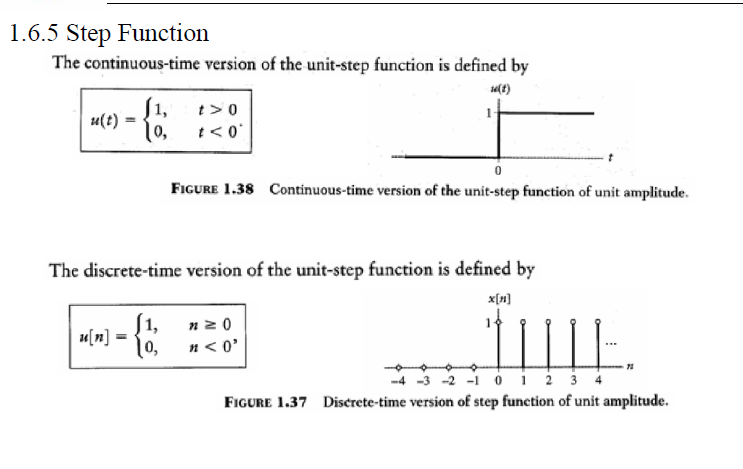 1.6.5 Step Function
The continuous-time version of the unit-step function is defined by
u(t)
u(t) = {1, t > 0
0, t < 0.
1
t
0
FIGURE 1.38 Continuous-time version of the unit-step function of unit amplitude.
The discrete-time version of the unit-step function is defined by
x[n]
u[n] = {1, n ≥ 0
0, n < 0'
1
...
n
-4 -3 -2 -1 0 1 2 3 4
FIGURE 1.37 Discrete-time version of step function of unit amplitude.